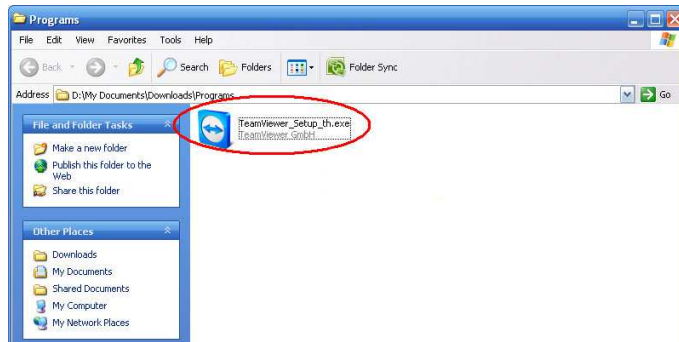 Programs
File Edit View Favorites Tools Help
Back Search Folders Folder Sync
Address D:\My Documents\Downloads\Programs Go
File and Folder Tasks
Make a new folder
Publish this folder to the
Web
Share this folder
TeamViewer_Setup_th.exe
TeamViewer GmbH
Other Places
Downloads
My Documents
Shared Documents
My Computer
My Network Places